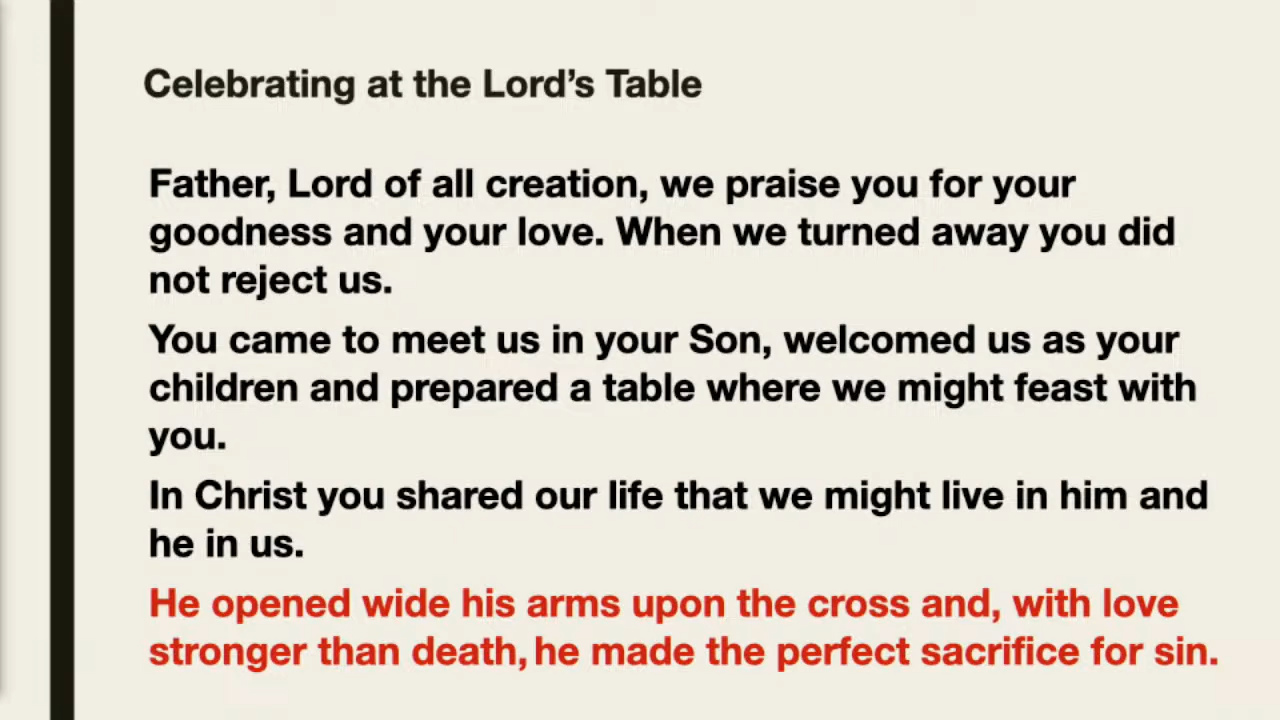 Celebrating at the Lord’s Table
Father, Lord of all creation, we praise you for your
goodness and your love. When we turned away you did
not reject us.
You came to meet us in your Son, welcomed us as your
children and prepared a table where we might feast with
you.
In Christ you shared our life that we might live in him and
he in us.
He opened wide his arms upon the cross and, with love
stronger than death, he made the perfect sacrifice for sin.